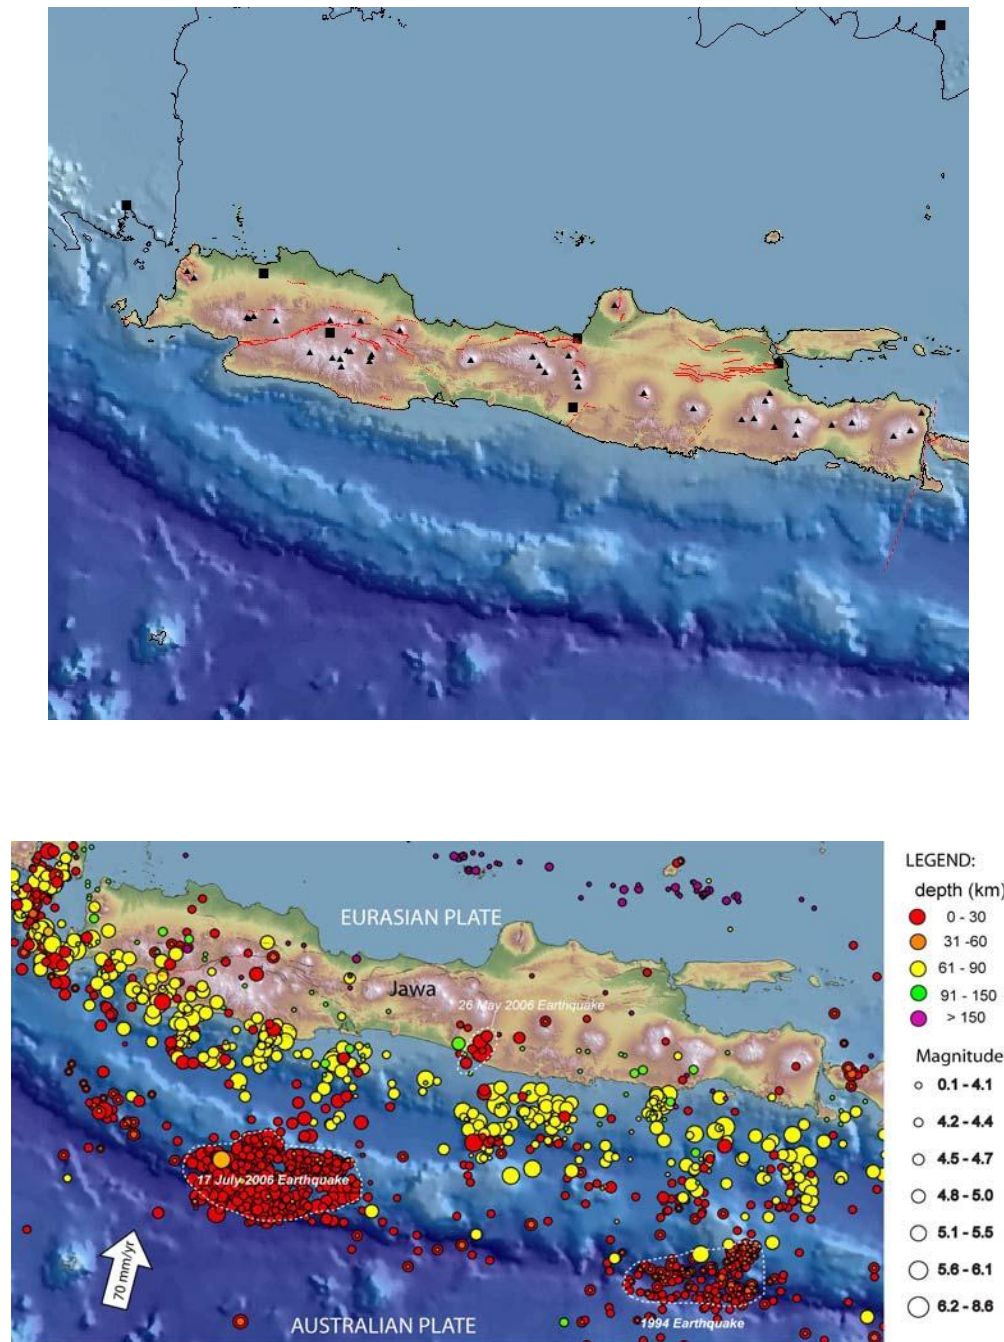 EURASIAN PLATE
Jawa
26 May 2006 Earthquake
17 July 2006 Earthquake
70 mm/yr
1994 Earthquake
AUSTRALIAN PLATE
LEGEND:
depth (km)
0 - 30
31 -60
61 - 90
91 - 150
> 150
Magnitude
0.1 - 4.1
4.2 - 4.4
4.5 - 4.7
4.8 - 5.0
5.1 - 5.5
5.6 - 6.1
6.2 - 8.6